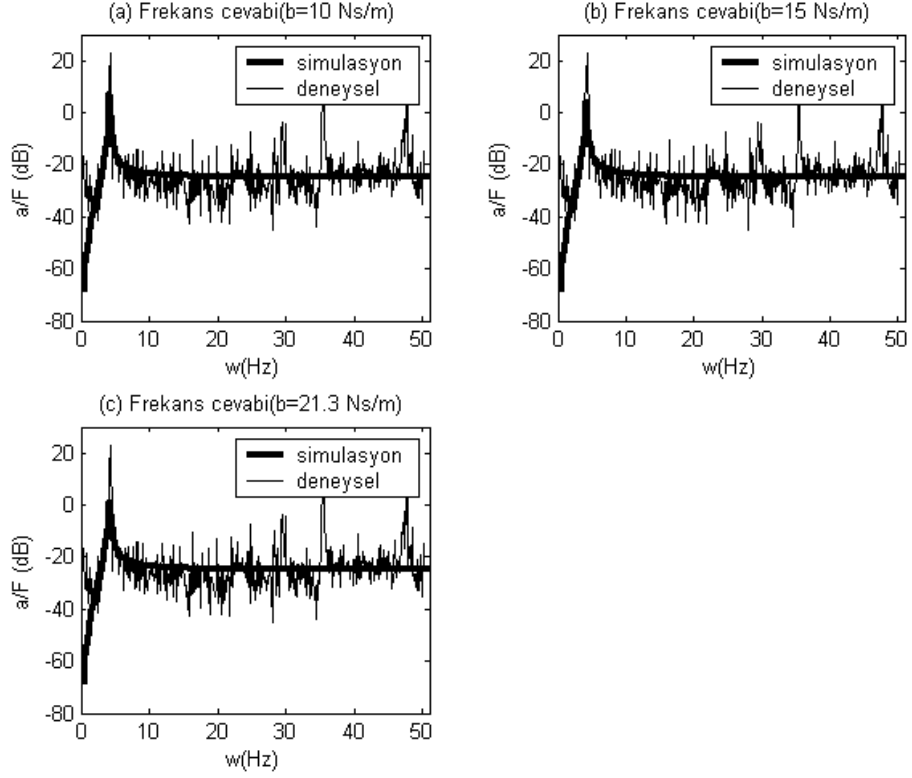 (a) Frekans cevabi(b=10 Ns/m)
20
0
-20
-40
-60
-80
a/F (dB)
simulasyon
deneysel
0 10 20 30 40 50
w(Hz)
(b) Frekans cevabi(b=15 Ns/m)
20
0
-20
-40
-60
-80
a/F (dB)
simulasyon
deneysel
0 10 20 30 40 50
w(Hz)
(c) Frekans cevabi(b=21.3 Ns/m)
20
0
-20
-40
-60
-80
a/F (dB)
simulasyon
deneysel
0 10 20 30 40 50
w(Hz)